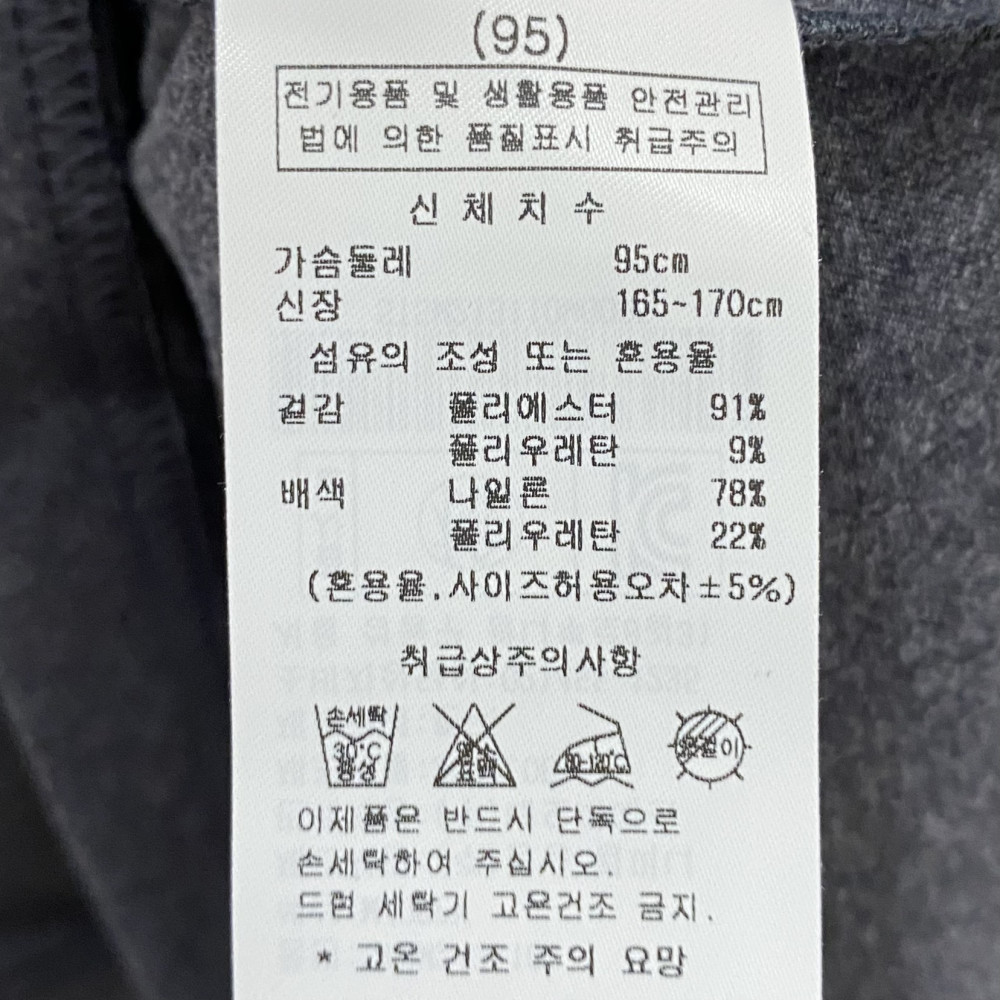 (95)
전기용품 및 생활용품 안전관리
법에 의한 품질표시 취급주의
신 체 치 수
가슴둘레 95cm
신장 165~170cm
섬유의 조성 또는 혼용율
겉감 폴리에스터 91%
폴리우레탄 9%
배색 나일론 78%
폴리우레탄 22%
(혼용율.사이즈허용오차±5%)
취급상주의사항
손세탁
30°C
중성
염소
표백
80-120°C
옷걸이
이제품은 반드시 단독으로
손세탁하여 주십시오.
드럼 세탁기 고온건조 금지.
* 고온 건조 주의 요망